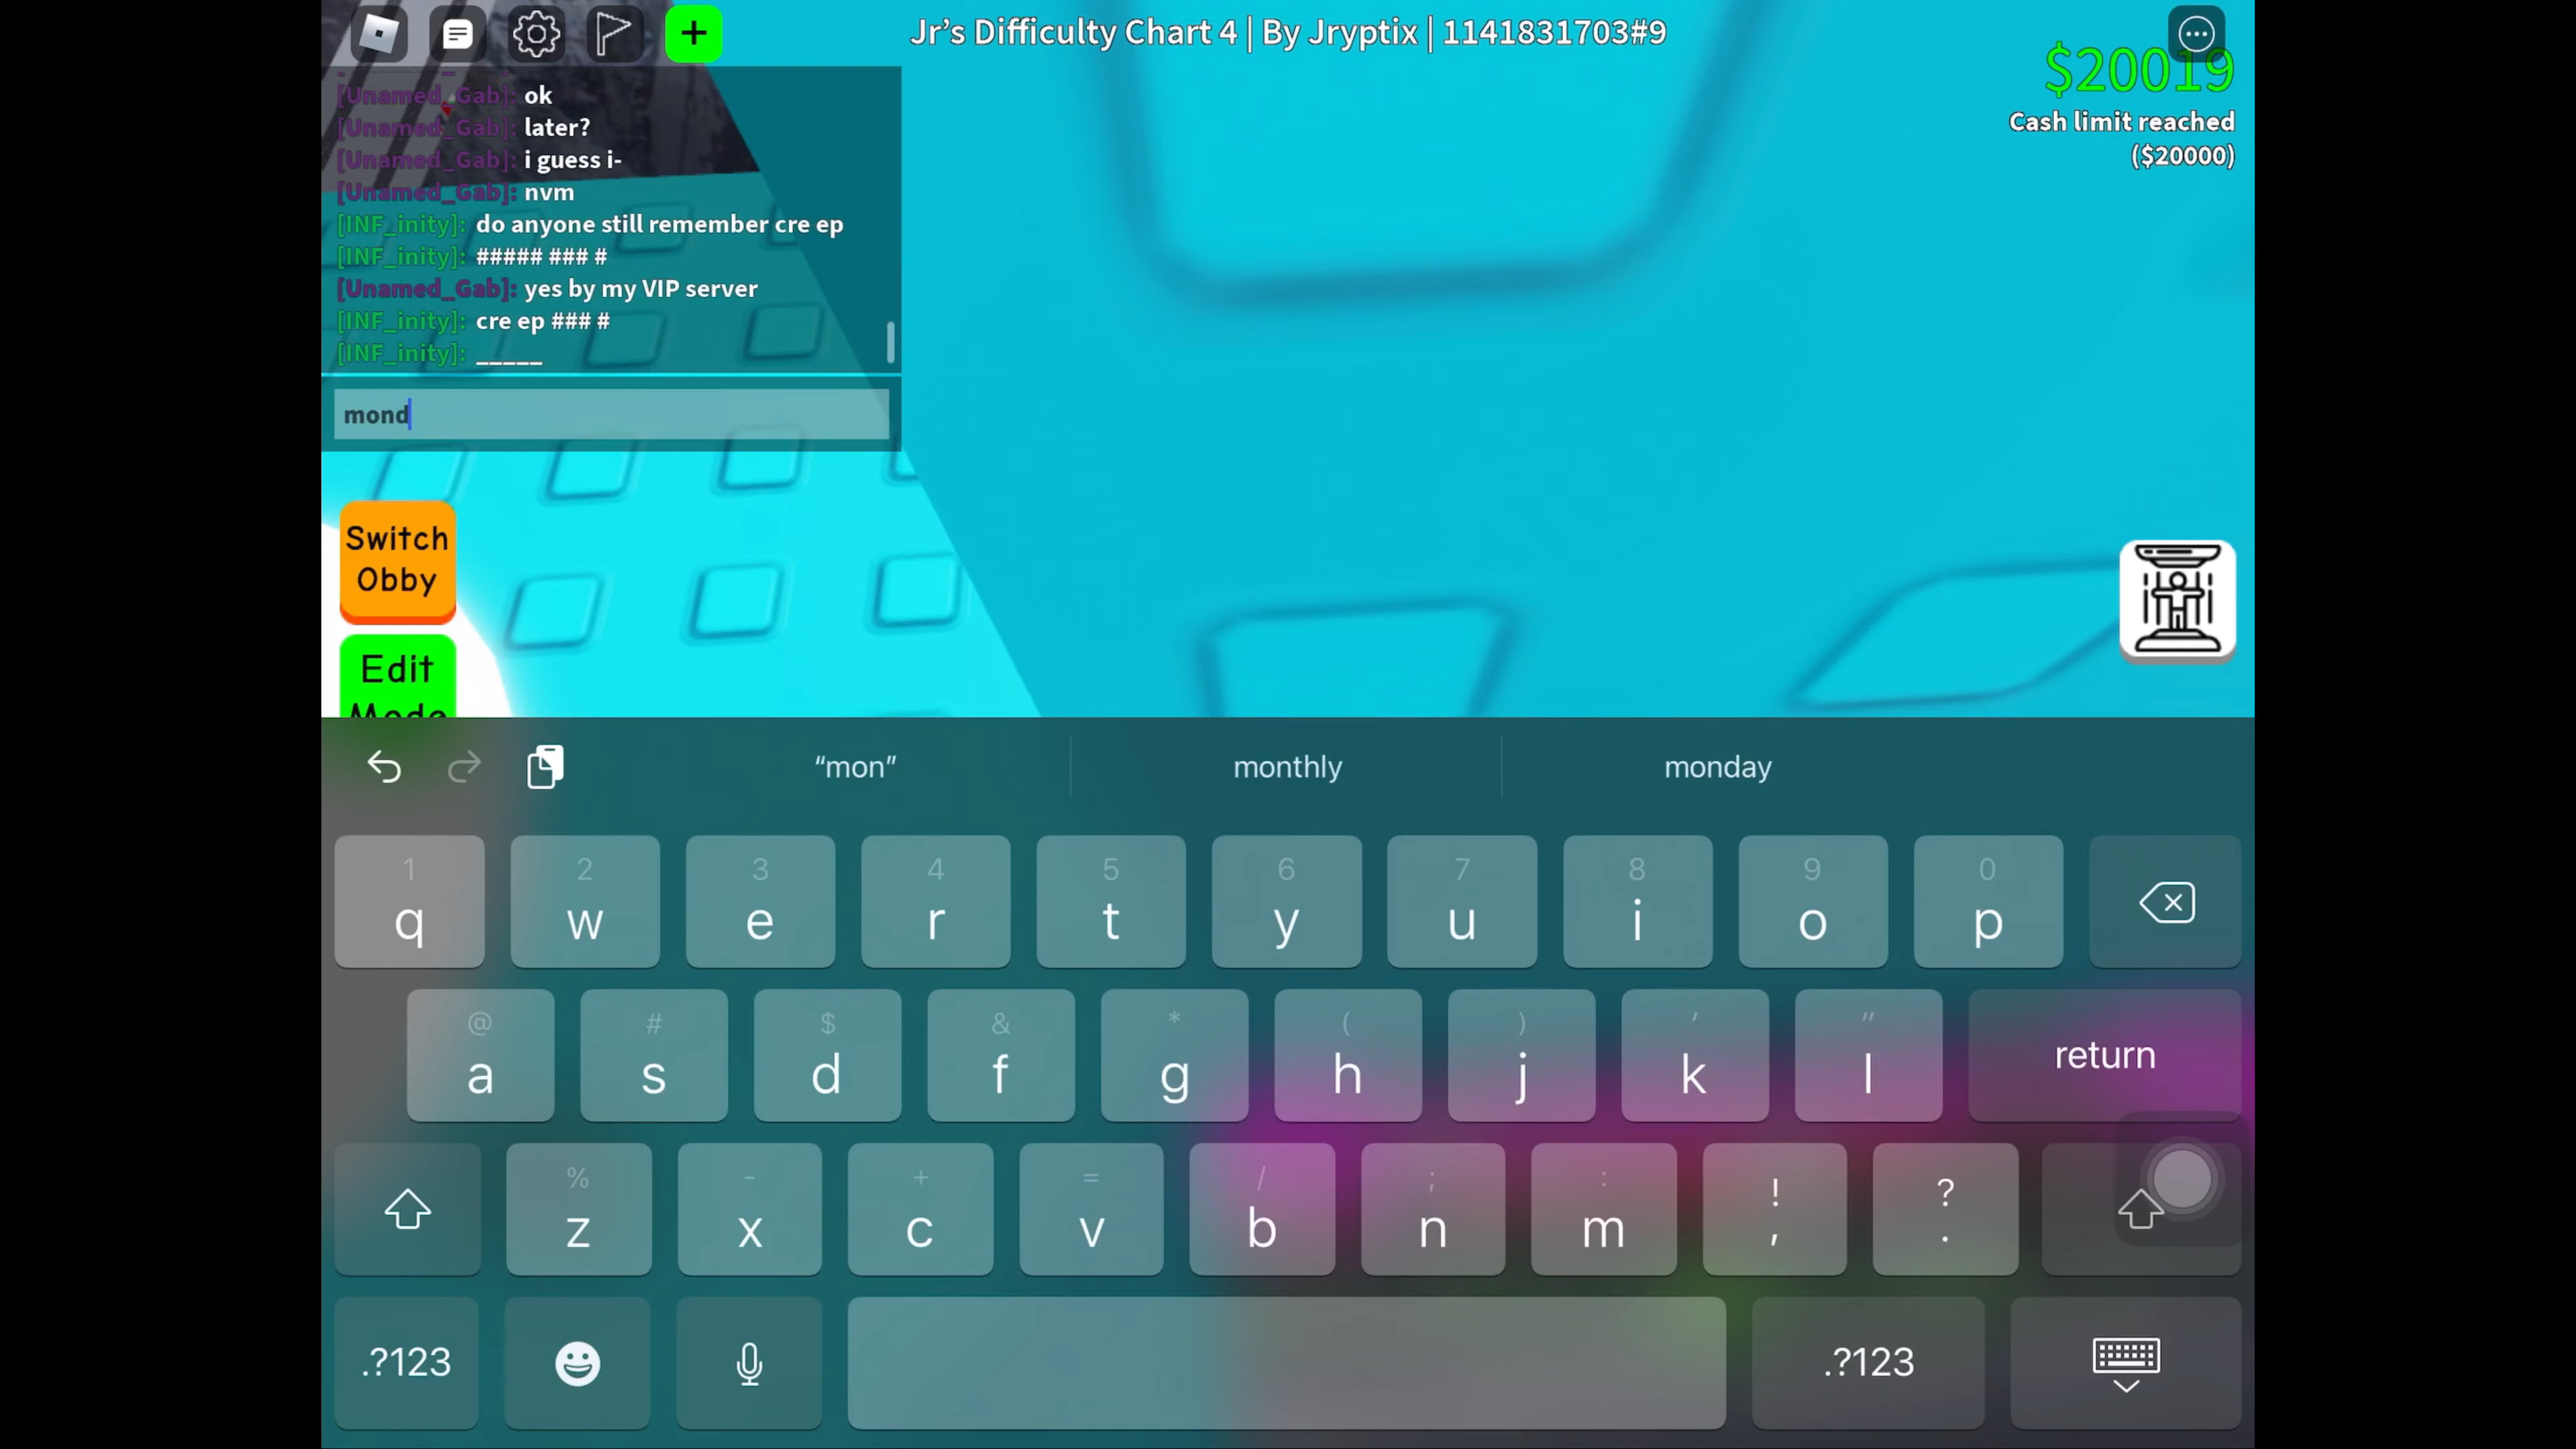 Jr's Difficulty Chart 4 | By Jryptix | 1141831703#9
$20019
Cash limit reached
($20000)
[Unamed_Gab]: ok
[Unamed_Gab]: later?
[Unamed_Gab]: i guess i-
[Unamed_Gab]: nvm
[INF_inity]: do anyone still remember cre ep
[INF_inity]: ##### ### #
[Unamed_Gab]: yes by my VIP server
[INF_inity]: cre ep ### #
[INF_inity]: _____
mond
Switch
Obby
Edit
Mode
“mon” monthly monday
1 2 3 4 5 6 7 8 9 0
q w e r t y u i o p
@ # $ & * ( ) ' "
a s d f g h j k l return
% - + = / ; : ! ?
z x c v b n m , .
.?123 .?123